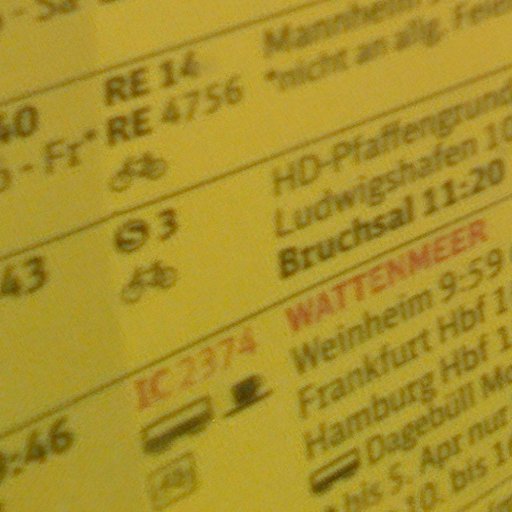 - Sa
RE 14
Mannheim
40
RE 4756
*nicht an allg. Feie
- Fr*
HD-Pfaffengrund
S 3
Ludwigshafen 10
43
Bruchsal 11:20
WATTENMEER
IC 2374
Weinheim 9:59
Frankfurt Hbf 1
:46
Hamburg Hbf 1
Dagebüll Mo
bis 5. Apr nur
10. bis 1